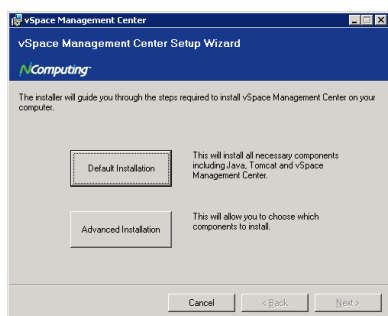 vSpace Management Center
vSpace Management Center Setup Wizard
NComputing
The installer will guide you through the steps required to install vSpace Management Center on your
computer.
Default Installation
This will install all necessary components
including Java, Tomcat and vSpace
Management Center.
Advanced Installation
This will allow you to choose which
components to install.
Cancel
< Back
Next >